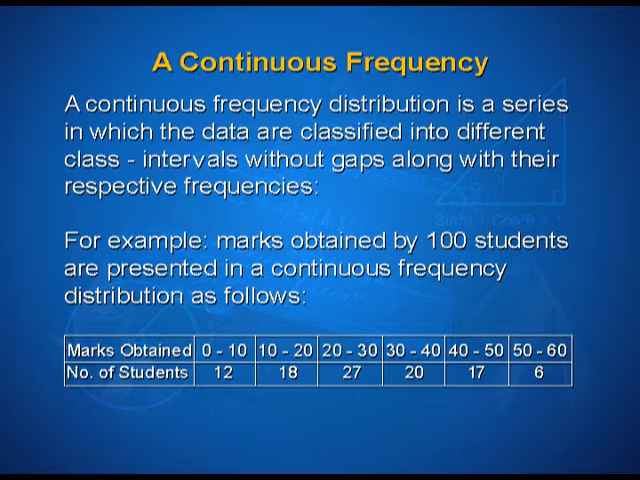 A Continuous Frequency
A continuous frequency distribution is a series
in which the data are classified into different
class - intervals without gaps along with their
respective frequencies:
For example: marks obtained by 100 students
are presented in a continuous frequency
distribution as follows:
Marks Obtained 0 - 10 10 - 20 20 - 30 30 - 40 40 - 50 50 - 60
No. of Students 12 18 27 20 17 6